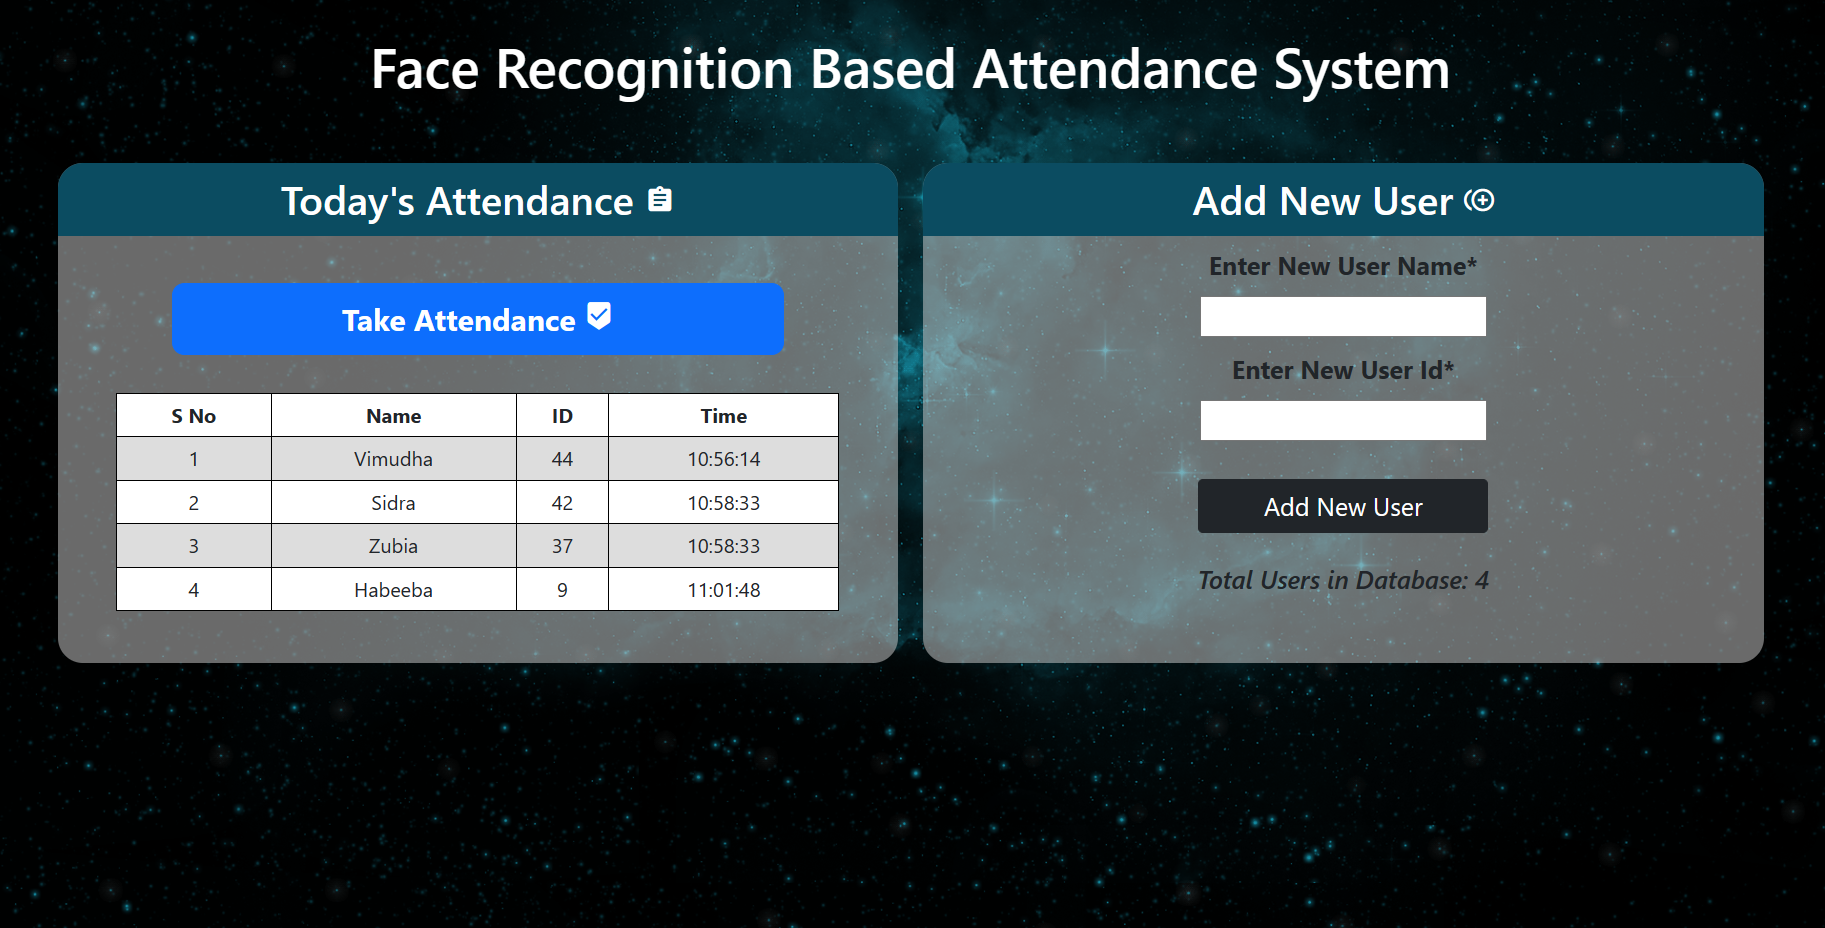 Face Recognition Based Attendance System
Today's Attendance
Take Attendance
S No Name ID Time
1 Vimudha 44 10:56:14
2 Sidra 42 10:58:33
3 Zubia 37 10:58:33
4 Habeeba 9 11:01:48
Add New User
Enter New User Name*
Enter New User Id*
Add New User
Total Users in Database: 4